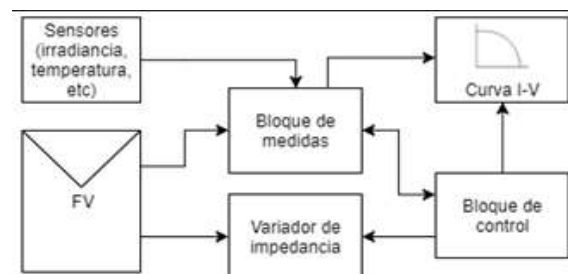 Sensores
(irradiancia,
temperatura,
etc)
Curva I-V
Bloque de
medidas
FV
Variador de
impedancia
Bloque de
control